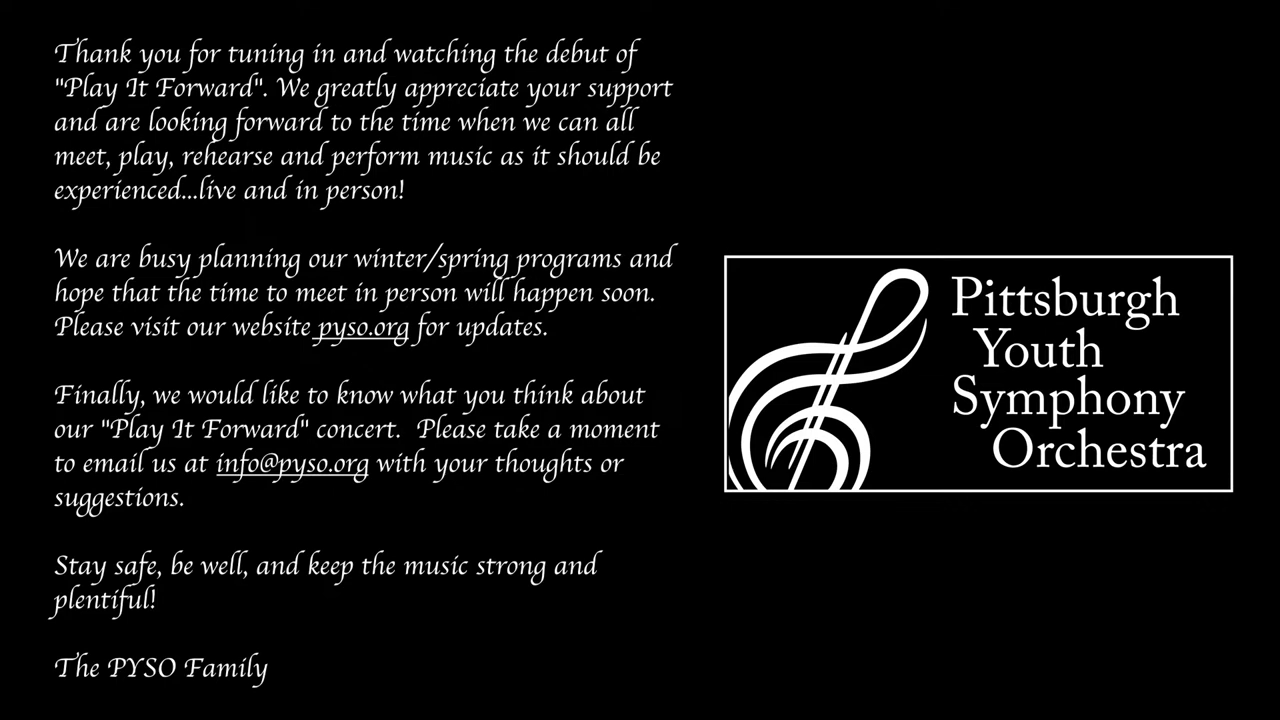 Thank you for tuning in and watching the debut of
"Play It Forward". We greatly appreciate your support
and are looking forward to the time when we can all
meet, play, rehearse and perform music as it should be
experienced...live and in person!
We are busy planning our winter/spring programs and
hope that the time to meet in person will happen soon.
Please visit our website pyso.org for updates.
Finally, we would like to know what you think about
our "Play It Forward" concert.  Please take a moment
to email us at info@pyso.org with your thoughts or
suggestions.
Stay safe, be well, and keep the music strong and
plentiful!
The PYSO Family
Pittsburgh
Youth
Symphony
Orchestra